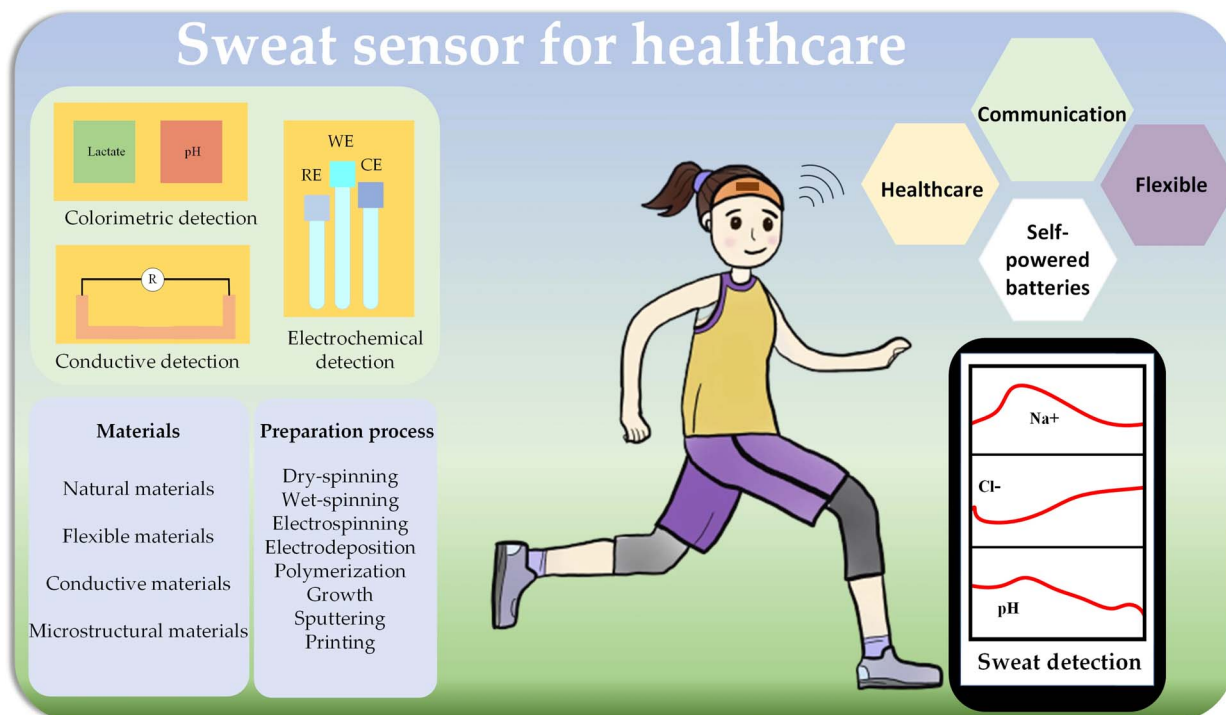 Sweat sensor for healthcare
Lactate
pH
Colorimetric detection
R
Conductive detection
WE
RE
CE
Electrochemical
detection
Materials
Natural materials
Flexible materials
Conductive materials
Microstructural materials
Preparation process
Dry-spinning
Wet-spinning
Electrospinning
Electrodeposition
Polymerization
Growth
Sputtering
Printing
Communication
Healthcare
Flexible
Self-
powered
batteries
Na+
Cl-
pH
Sweat detection